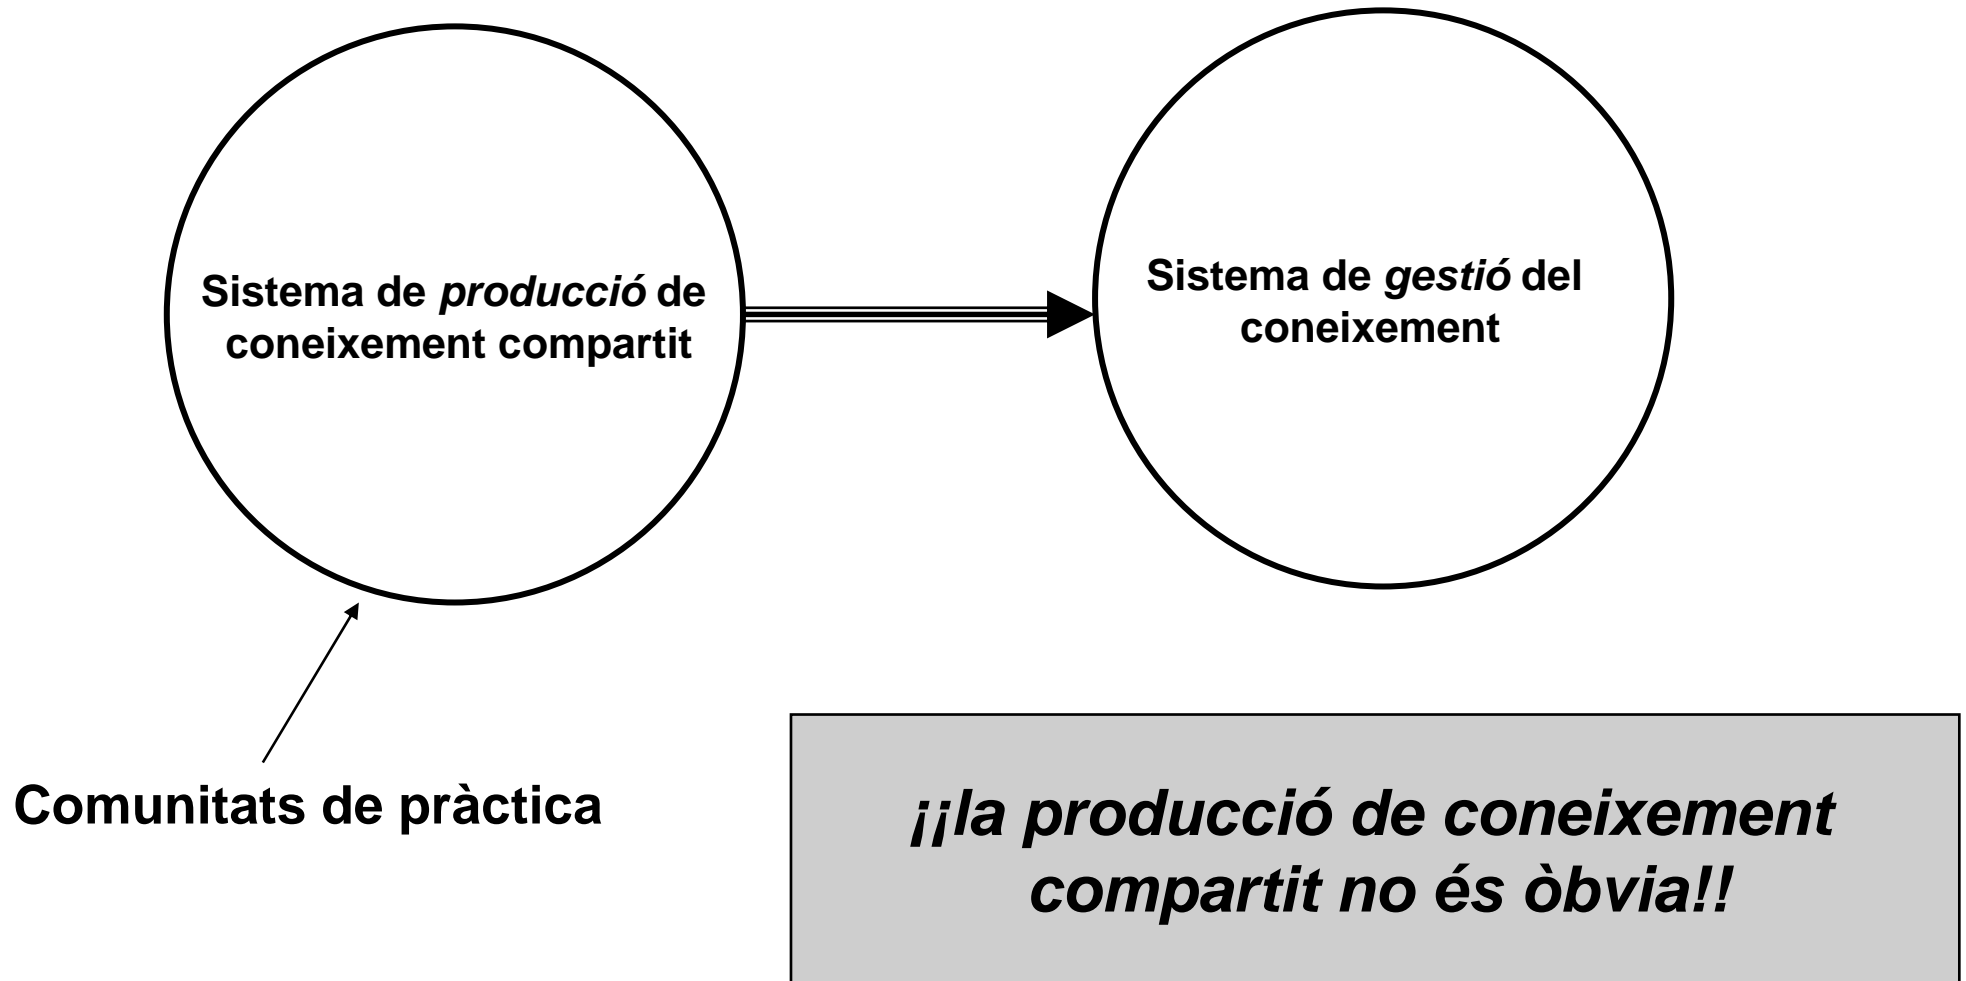 Sistema de producció de
coneixement compartit
Sistema de gestió del
coneixement
Comunitats de pràctica
¡¡la producció de coneixement
compartit no és òbvia!!